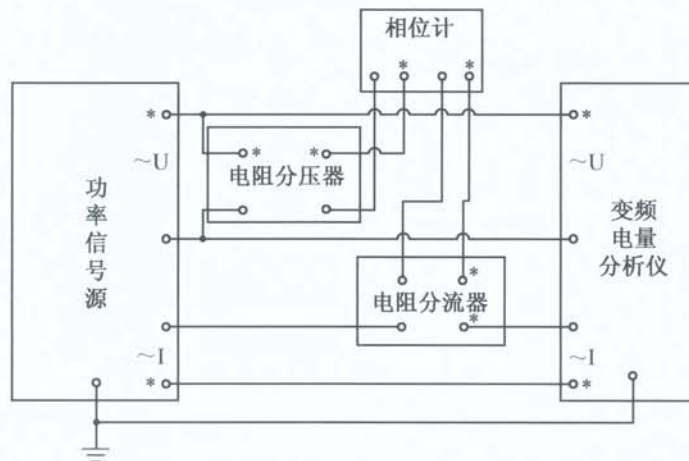 相位计
* *
* *
~U ~U
* *
电阻分压器
功率信号源
变频
电量
分析仪
*
电阻分流器
*
~I ~I
* *